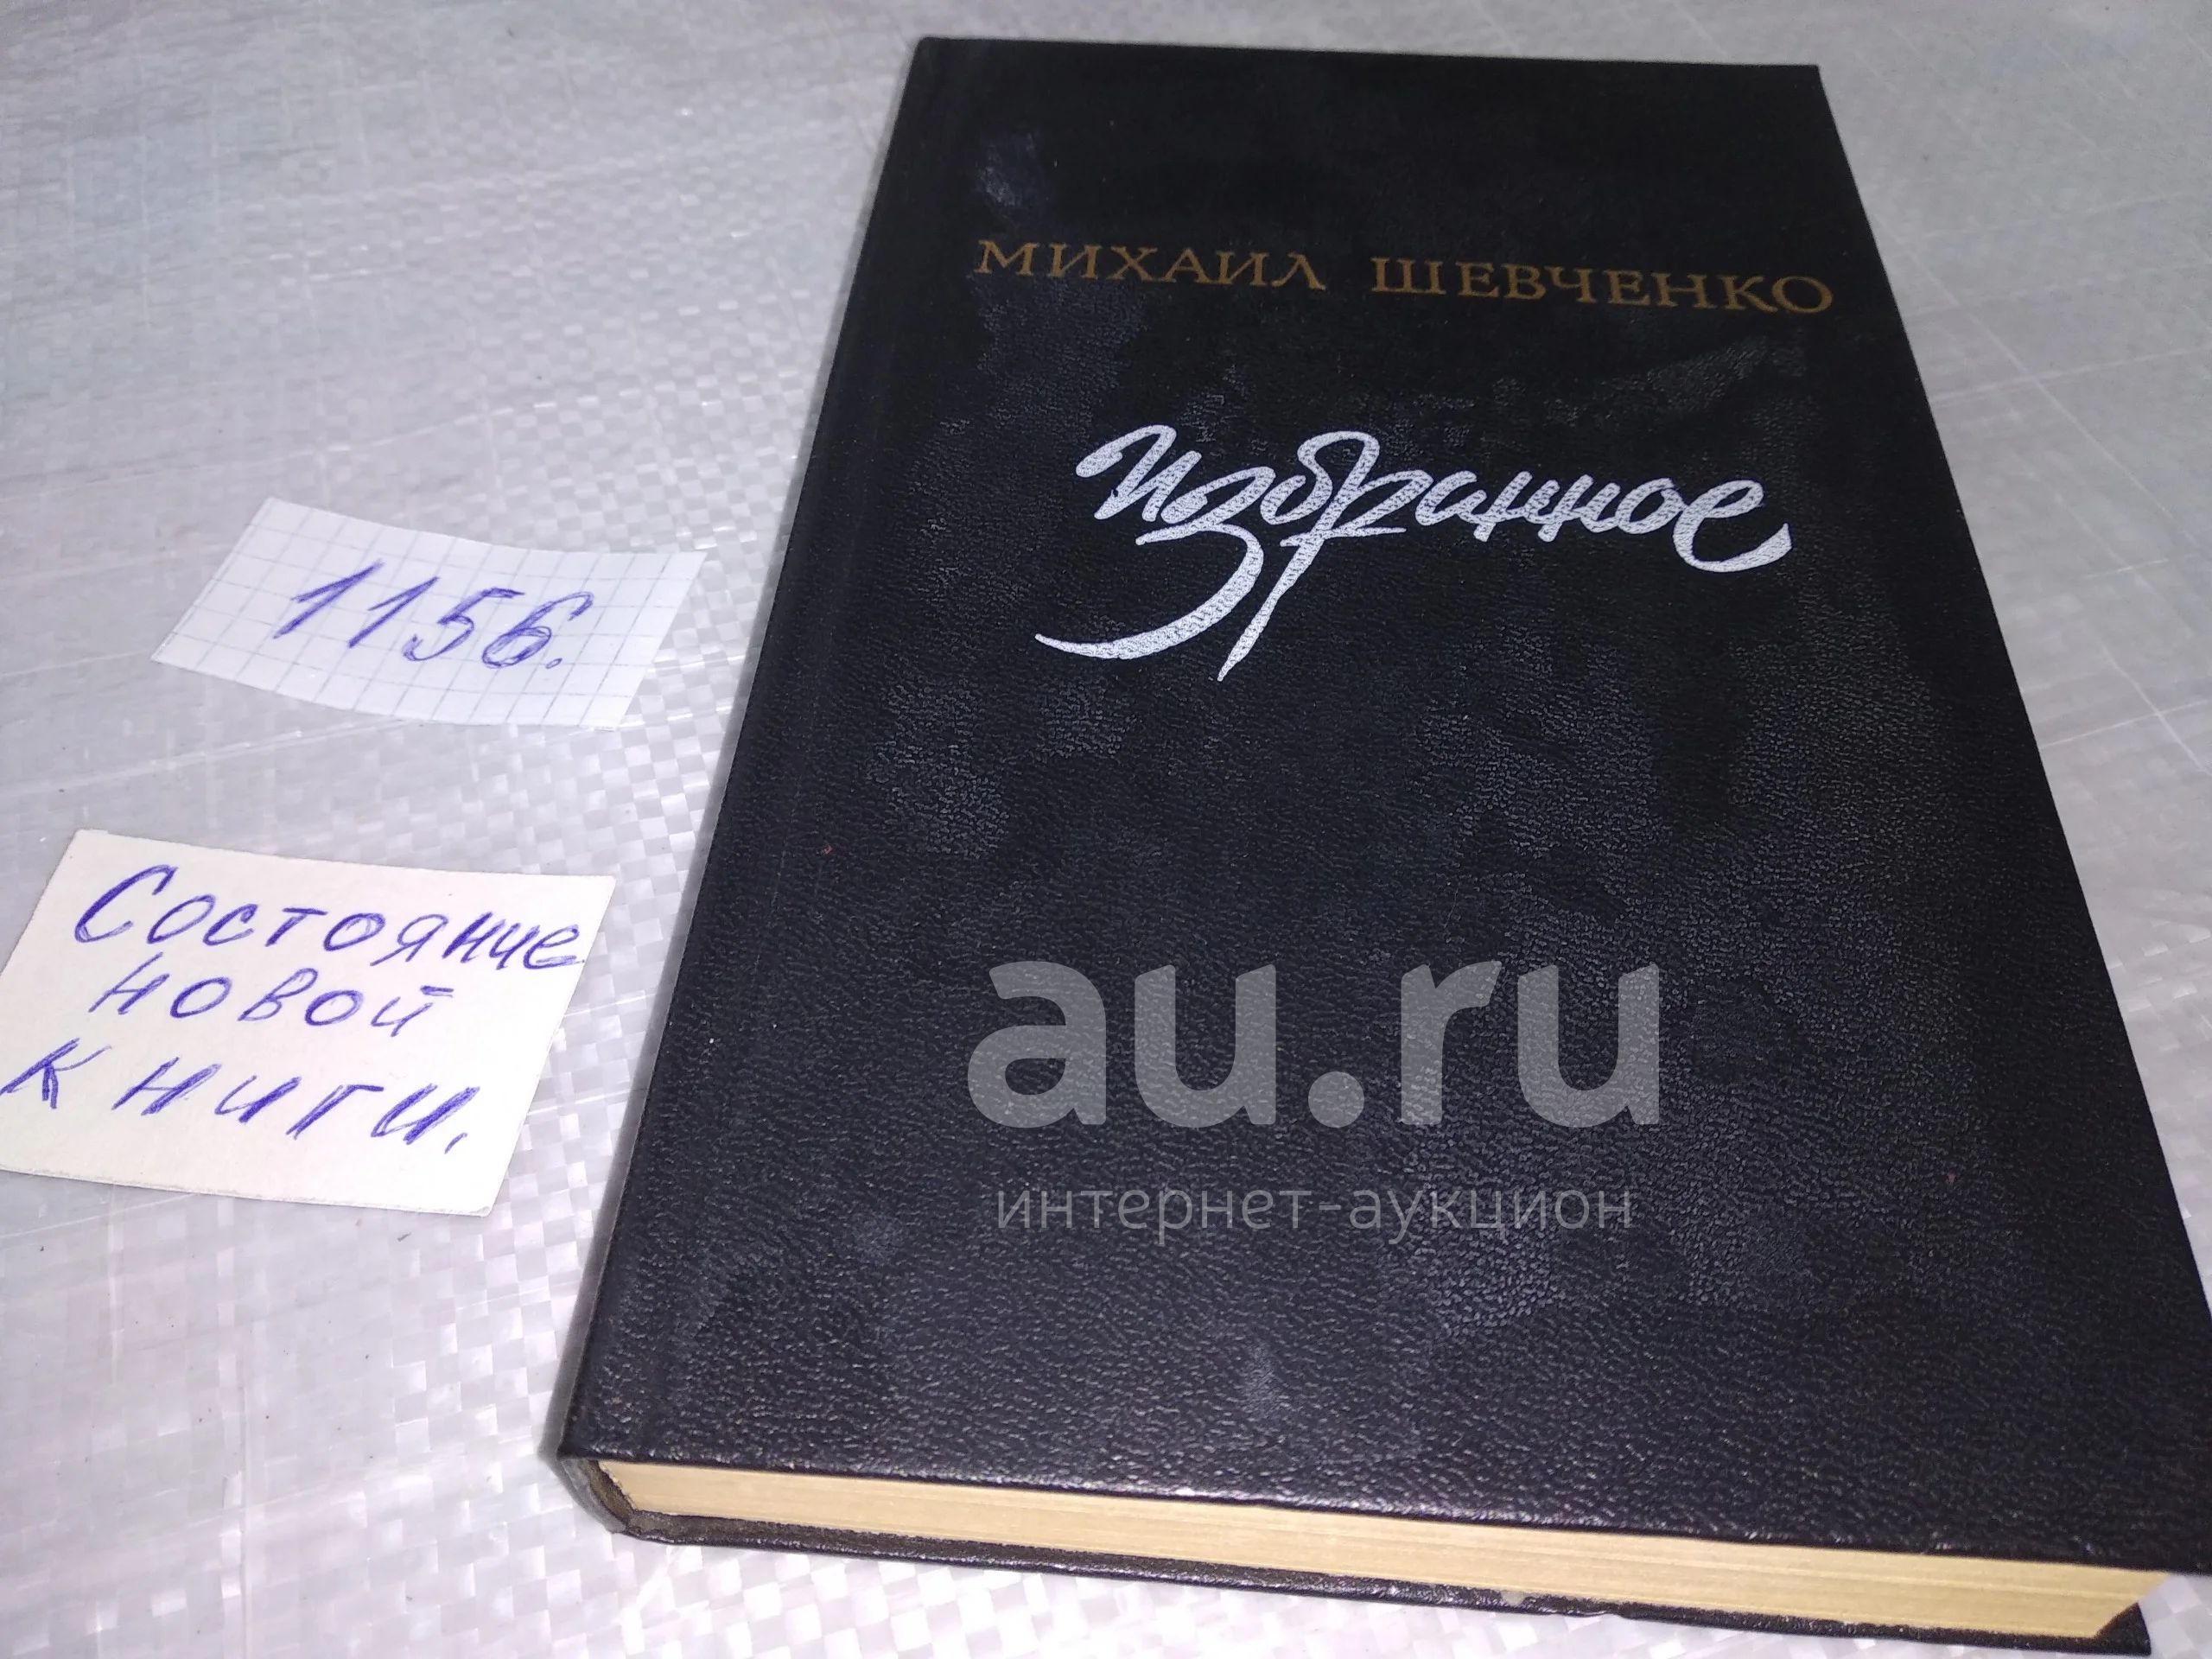 МИХАИЛ ШЕВЧЕНКО
избранное
1156.
Состояние
новой
книги.
au.ru
интернет-аукцион